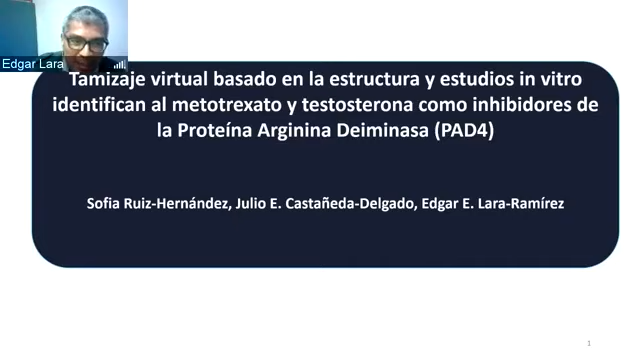 Edgar Lara
Tamizaje virtual basado en la estructura y estudios in vitro
identifican al metotrexato y testosterona como inhibidores de
la Proteína Arginina Deiminasa (PAD4)
Sofia Ruiz-Hernández, Julio E. Castañeda-Delgado, Edgar E. Lara-Ramírez
1